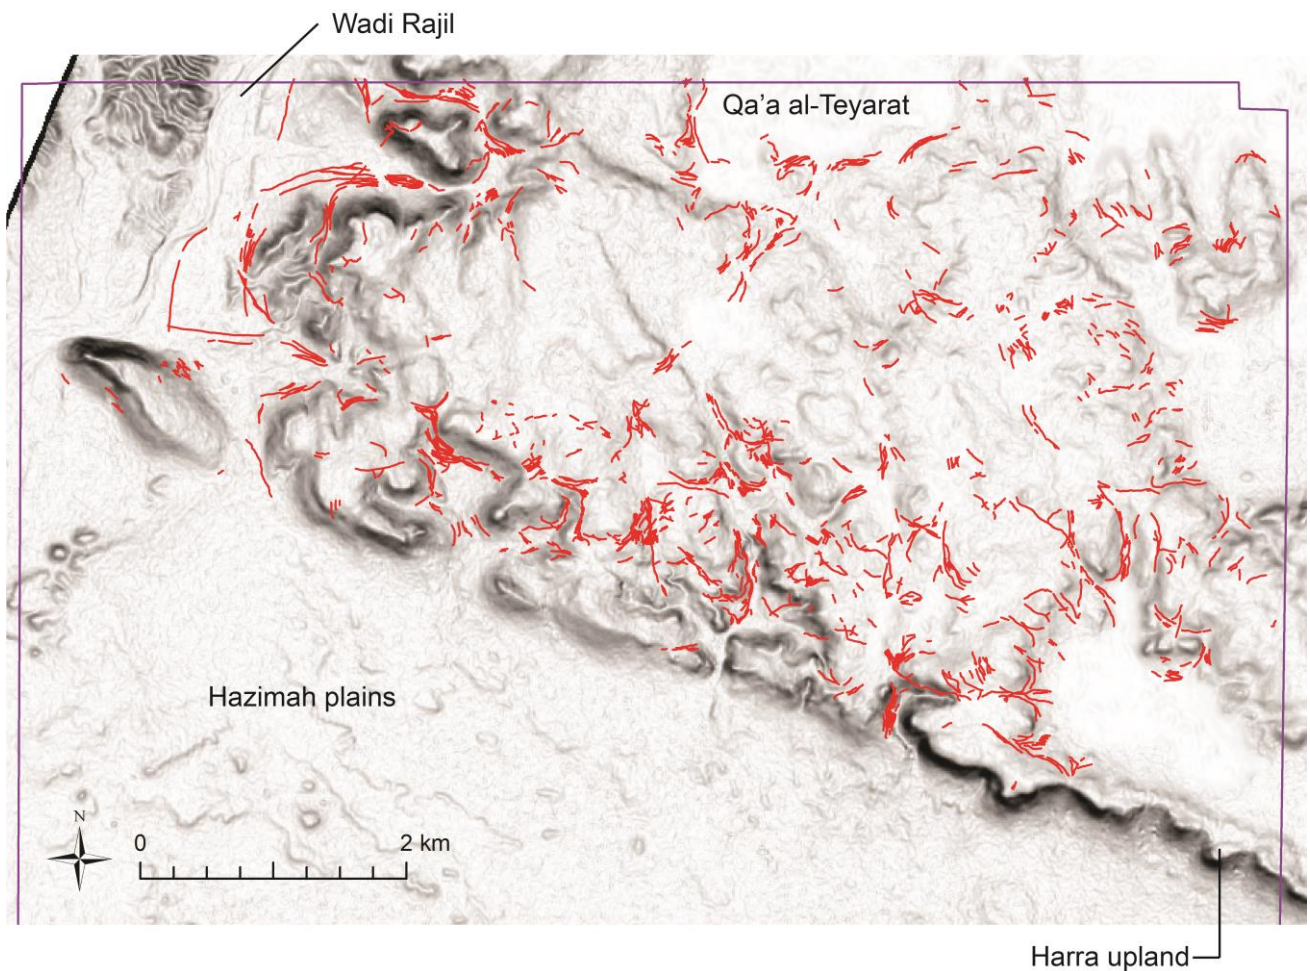 Wadi Rajil
Qa'a al-Teyarat
Hazimah plains
N
0
2 km
Harra upland